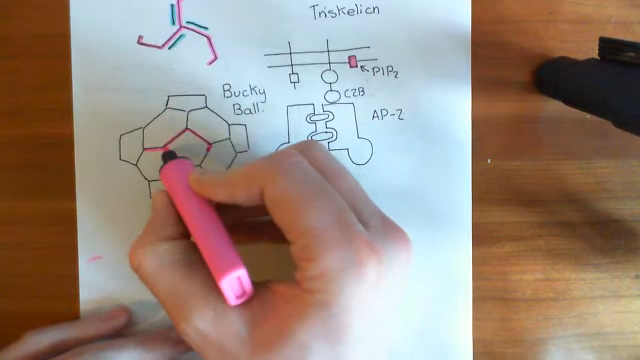 Triskelion
PIP2
C2B
AP-2
Bucky
Ball.